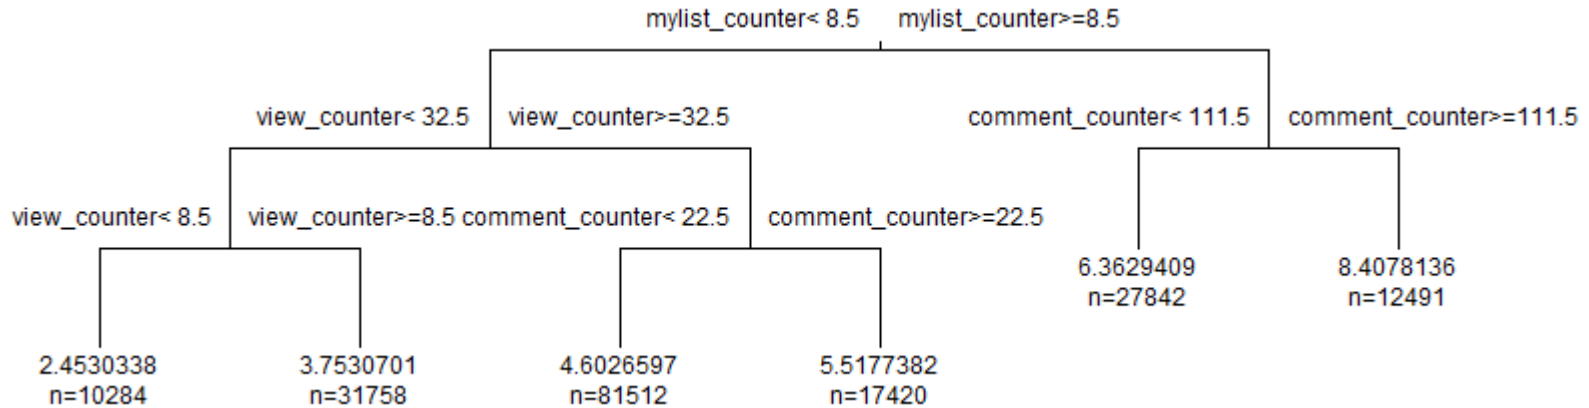 mylist_counter< 8.5 mylist_counter>=8.5
view_counter< 32.5 view_counter>=32.5 comment_counter< 111.5 comment_counter>=111.5
view_counter< 8.5 view_counter>=8.5 comment_counter< 22.5 comment_counter>=22.5
6.3629409 8.4078136
n=27842 n=12491
2.4530338 3.7530701 4.6026597 5.5177382
n=10284 n=31758 n=81512 n=17420